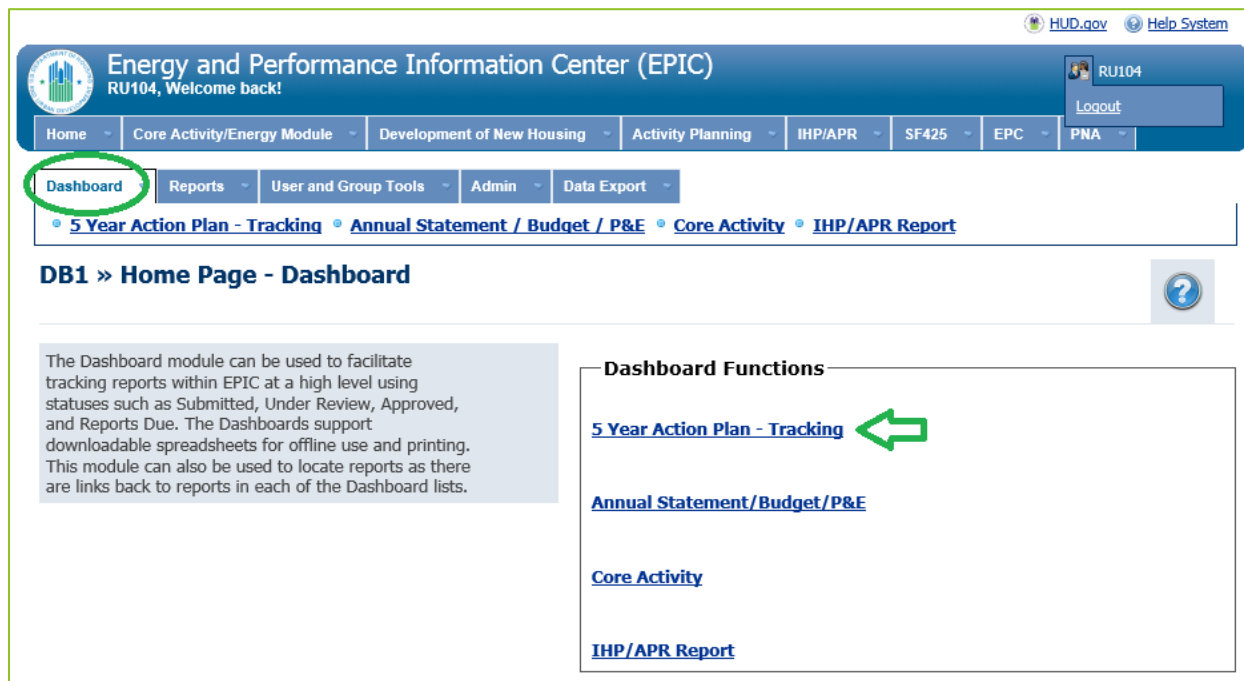 HUD.gov Help System
Energy and Performance Information Center (EPIC)
RU104, Welcome back!
RU104
Logout
Home Core Activity/Energy Module Development of New Housing Activity Planning IHP/APR SF425 EPC PNA
Dashboard Reports User and Group Tools Admin Data Export
5 Year Action Plan - Tracking Annual Statement / Budget / P&E Core Activity IHP/APR Report
DB1 » Home Page - Dashboard
The Dashboard module can be used to facilitate
tracking reports within EPIC at a high level using
statuses such as Submitted, Under Review, Approved,
and Reports Due. The Dashboards support
downloadable spreadsheets for offline use and printing.
This module can also be used to locate reports as there
are links back to reports in each of the Dashboard lists.
Dashboard Functions
5 Year Action Plan - Tracking
Annual Statement/Budget/P&E
Core Activity
IHP/APR Report